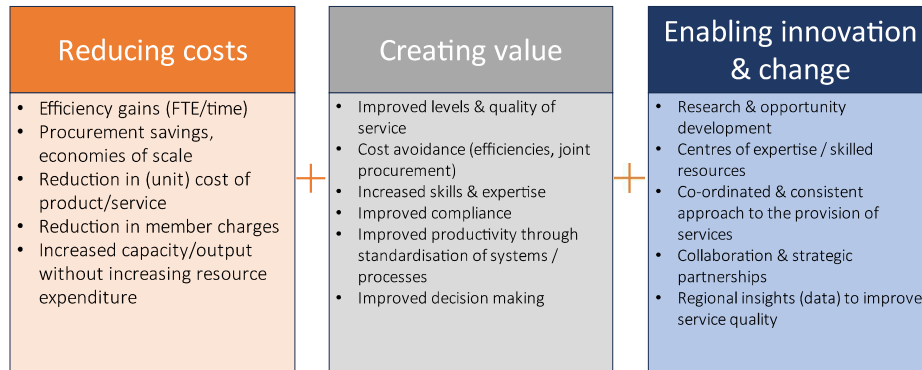 Reducing costs
• Efficiency gains (FTE/time)
• Procurement savings,
economies of scale
• Reduction in (unit) cost of
product/service
• Reduction in member charges
• Increased capacity/output
without increasing resource
expenditure
+
Creating value
• Improved levels & quality of
service
• Cost avoidance (efficiencies, joint
procurement)
• Increased skills & expertise
• Improved compliance
• Improved productivity through
standardisation of systems /
processes
• Improved decision making
+
Enabling innovation
& change
• Research & opportunity
development
• Centres of expertise / skilled
resources
• Co-ordinated & consistent
approach to the provision of
services
• Collaboration & strategic
partnerships
• Regional insights (data) to improve
service quality